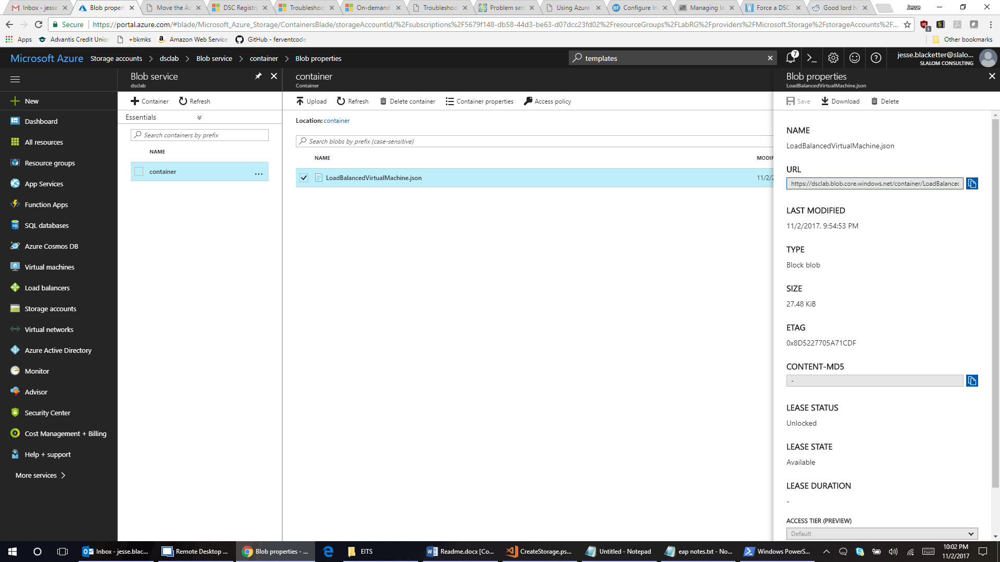 Inbox - jesse
Blob propert
Move the Az
DSC Registr
Troubleshoo
On-demand
Troubleshoo
Problem set
Using Azure
Configure In
Managing la
Force a DSC
Good lord h
Jesse
Secure
https://portal.azure.com/#blade/Microsoft_Azure_Storage/ContainersBlade/storageAccountId/%2Fsubscriptions%2F5679f148-db58-44d3-be63-d07dcc23fd02%2FresourceGroups%2FLabRG%2Fproviders%2FMicrosoft.Storage%2FstorageAccounts%2F...
3
Apps
Advantis Credit Union
+bkmks
Amazon Web Service
GitHub - ferventcode
Other bookmarks
Microsoft Azure
Storage accounts
dsclab
Blob service
container
Blob properties
templates
7
jesse.blacketter@slalo...
SLALOM CONSULTING
New
Dashboard
All resources
Resource groups
App Services
Function Apps
SQL databases
Azure Cosmos DB
Virtual machines
Load balancers
Storage accounts
Virtual networks
Azure Active Directory
Monitor
Advisor
Security Center
Cost Management + Billing
Help + support
More services
Blob service
dsclab
Container
Refresh
Essentials
Search containers by prefix
NAME
container
...
container
Container
Upload
Refresh
Delete container
Container properties
Access policy
Location: container
Search blobs by prefix (case-sensitive)
NAME
MODIF
LoadBalancedVirtualMachine.json
11/2/2
Blob properties
LoadBalancedVirtualMachine.json
Save
Download
Delete
NAME
LoadBalancedVirtualMachine.json
URL
https://dsclab.blob.core.windows.net/container/LoadBalanced
LAST MODIFIED
11/2/2017, 9:54:53 PM
TYPE
Block blob
SIZE
27.48 KiB
ETAG
0x8D5227705A71CDF
CONTENT-MD5
-
LEASE STATUS
Unlocked
LEASE STATE
Available
LEASE DURATION
-
ACCESS TIER (PREVIEW)
Default
Inbox - jesse.blac...
Remote Desktop ...
Blob properties - ...
EITS
Readme.docx [Co...
CreateStorage.ps...
Untitled - Notepad
eap notes.txt - No...
Windows PowerS...
10:02 PM
11/2/2017